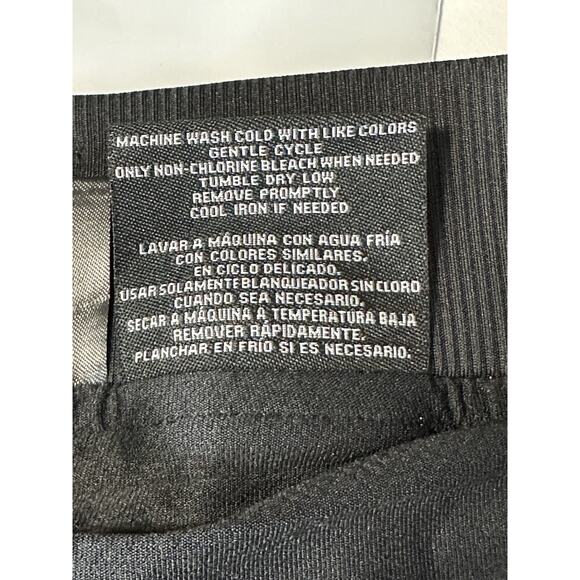 MACHINE WASH COLD WITH LIKE COLORS
GENTLE CYCLE
ONLY NON-CHLORINE BLEACH WHEN NEEDED
TUMBLE DRY LOW
REMOVE PROMPTLY
COOL IRON IF NEEDED
LAVAR A MÁQUINA CON AGUA FRÍA
CON COLORES SIMILARES.
EN CICLO DELICADO.
USAR SOLAMENTE BLANQUEADOR SIN CLORO
CUANDO SEA NECESARIO.
SECAR A MÁQUINA A TEMPERATURA BAJA
REMOVER RÁPIDAMENTE.
PLANCHAR EN FRÍO SI ES NECESARIO.